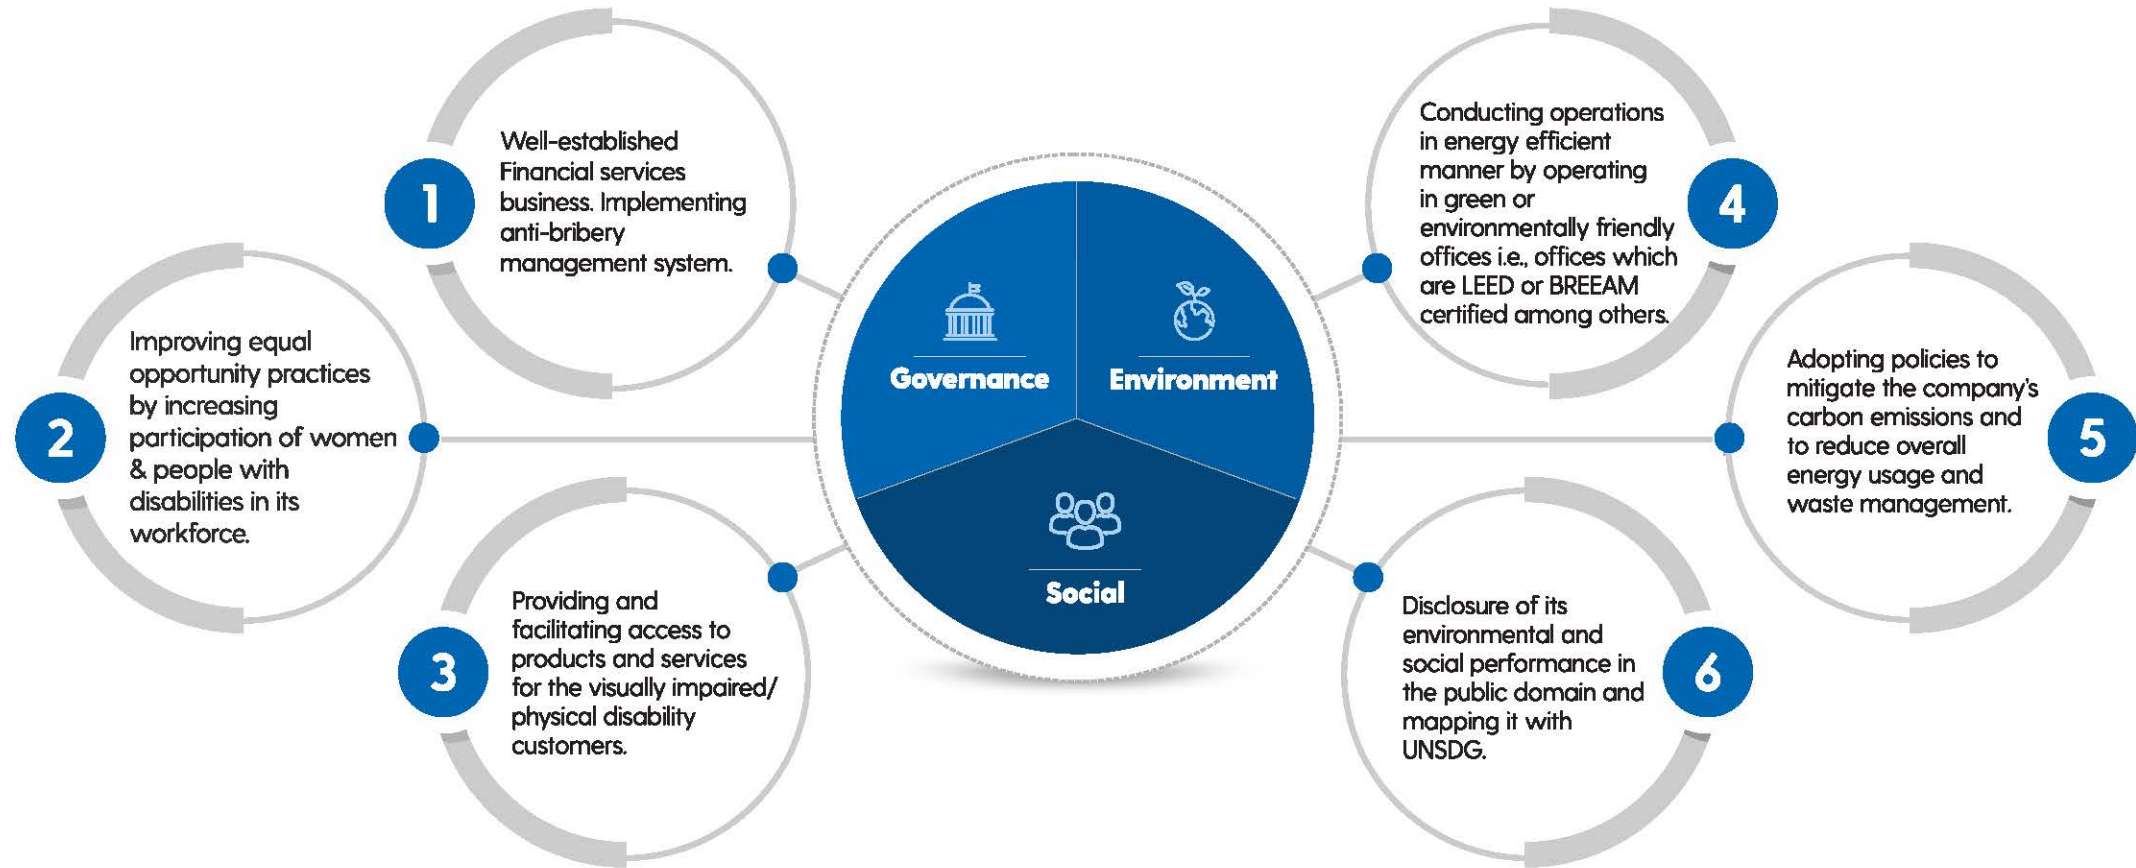 1
Well-established
Financial services
business. Implementing
anti-bribery
management system.
2
Improving equal
opportunity practices
by increasing
participation of women
& people with
disabilities in its
workforce.
3
Providing and
facilitating access to
products and services
for the visually impaired/
physical disability
customers.
Governance
Environment
Social
4
Conducting operations
in energy efficient
manner by operating
in green or
environmentally friendly
offices i.e., offices which
are LEED or BREEAM
certified among others.
5
Adopting policies to
mitigate the company's
carbon emissions and
to reduce overall
energy usage and
waste management.
6
Disclosure of its
environmental and
social performance in
the public domain and
mapping it with
UNSDG.